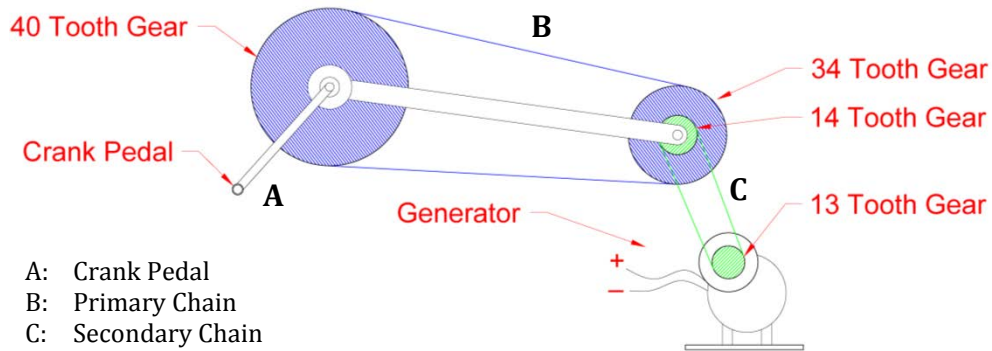 40 Tooth Gear
B
34 Tooth Gear
14 Tooth Gear
Crank Pedal
A
C
Generator
13 Tooth Gear
+
–
A: Crank Pedal
B: Primary Chain
C: Secondary Chain